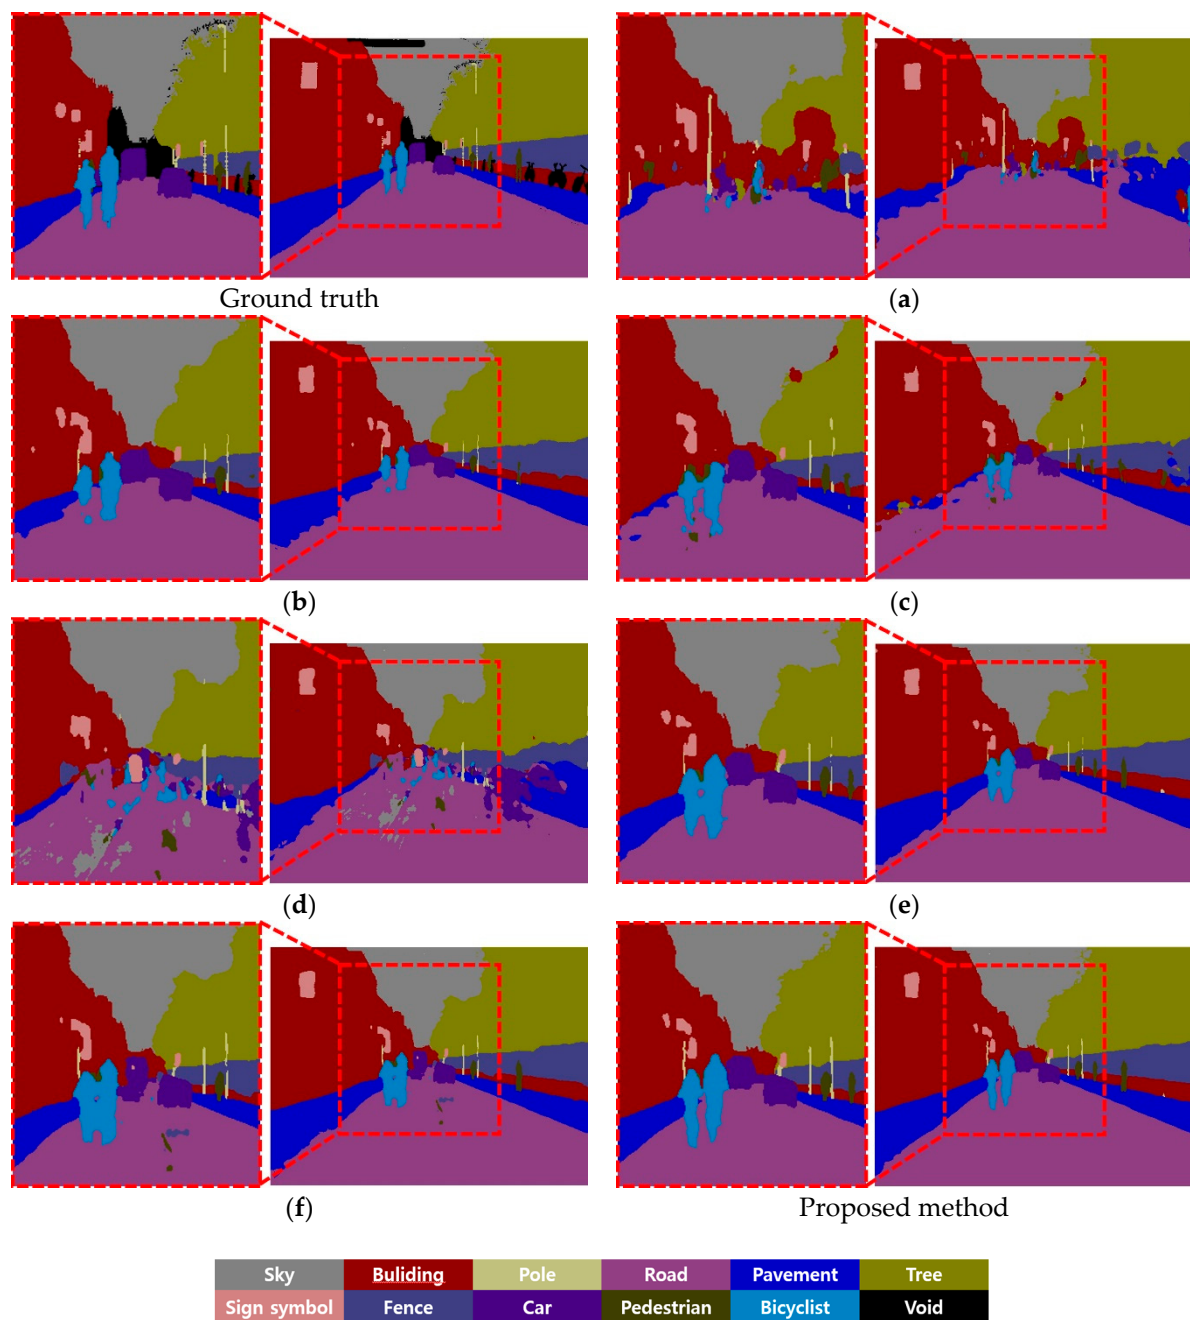 Ground truth
(a)
(b)
(c)
(d)
(e)
(f)
Proposed method
Sky Buliding Pole Road Pavement Tree
Sign symbol Fence Car Pedestrian Bicyclist Void